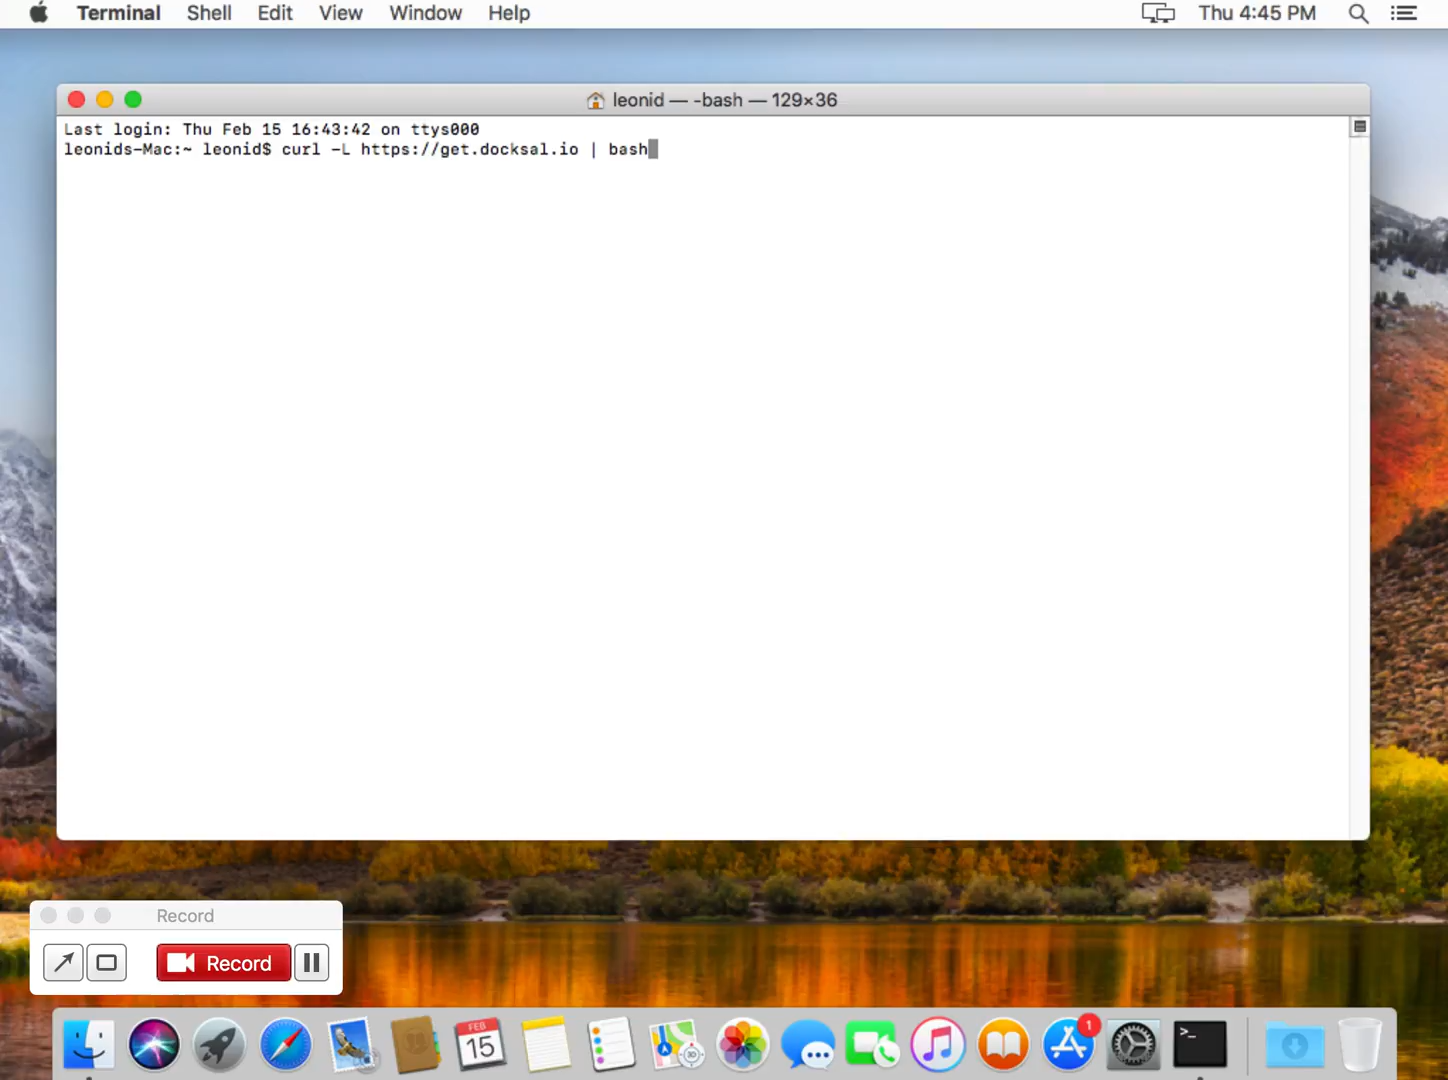 Terminal Shell Edit View Window Help Thu 4:45 PM
leonid — -bash — 129×36
Last login: Thu Feb 15 16:43:42 on ttys000
leonids-Mac:~ leonid$ curl -L https://get.docksal.io | bash
Record
Record
FEB
15
3D
1
>_